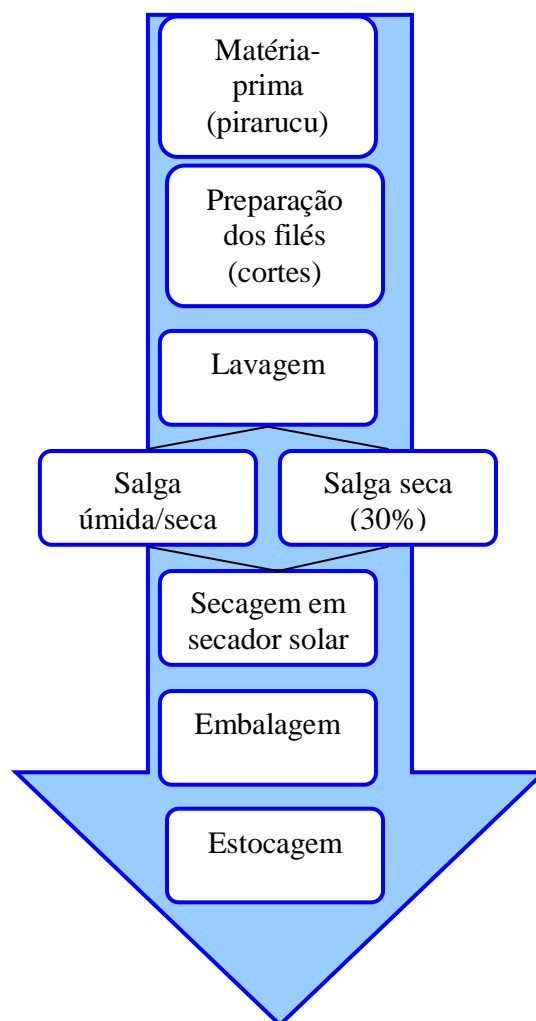 Matéria-
prima
(pirarucu)
Preparação
dos filés
(cortes)
Lavagem
Salga
úmida/seca
Salga seca
(30%)
Secagem em
secador solar
Embalagem
Estocagem